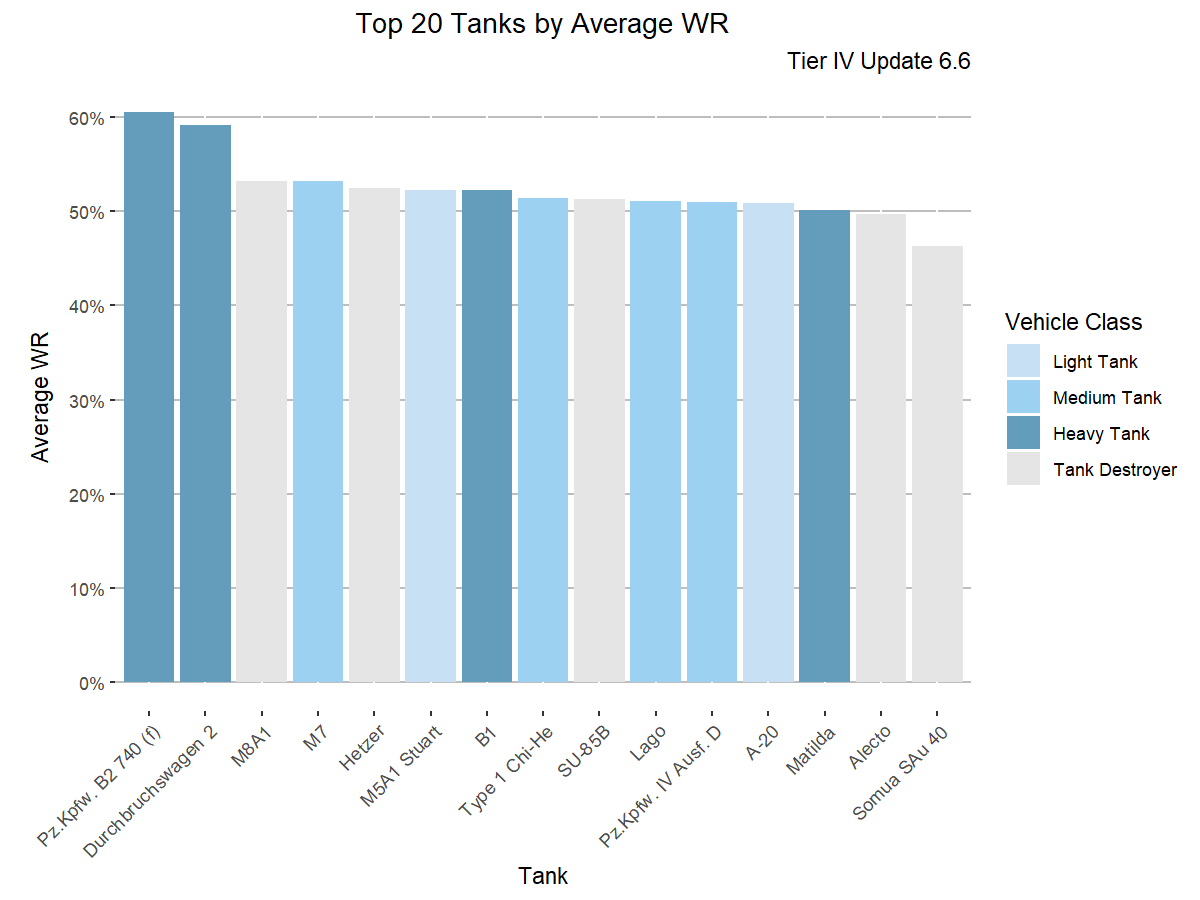 Top 20 Tanks by Average WR
Tier IV Update 6.6
60%
50%
40%
30%
20%
10%
0%
Average WR
Pz.Kpfw. B2 740 (f)
Durchbruchswagen 2
M8A1
M7
Hetzer
M5A1 Stuart
B1
Type 1 Chi-He
SU-85B
Lago
Pz.Kpfw. IV Ausf. D
A-20
Matilda
Alecto
Somua SAu 40
Tank
Vehicle Class
Light Tank
Medium Tank
Heavy Tank
Tank Destroyer